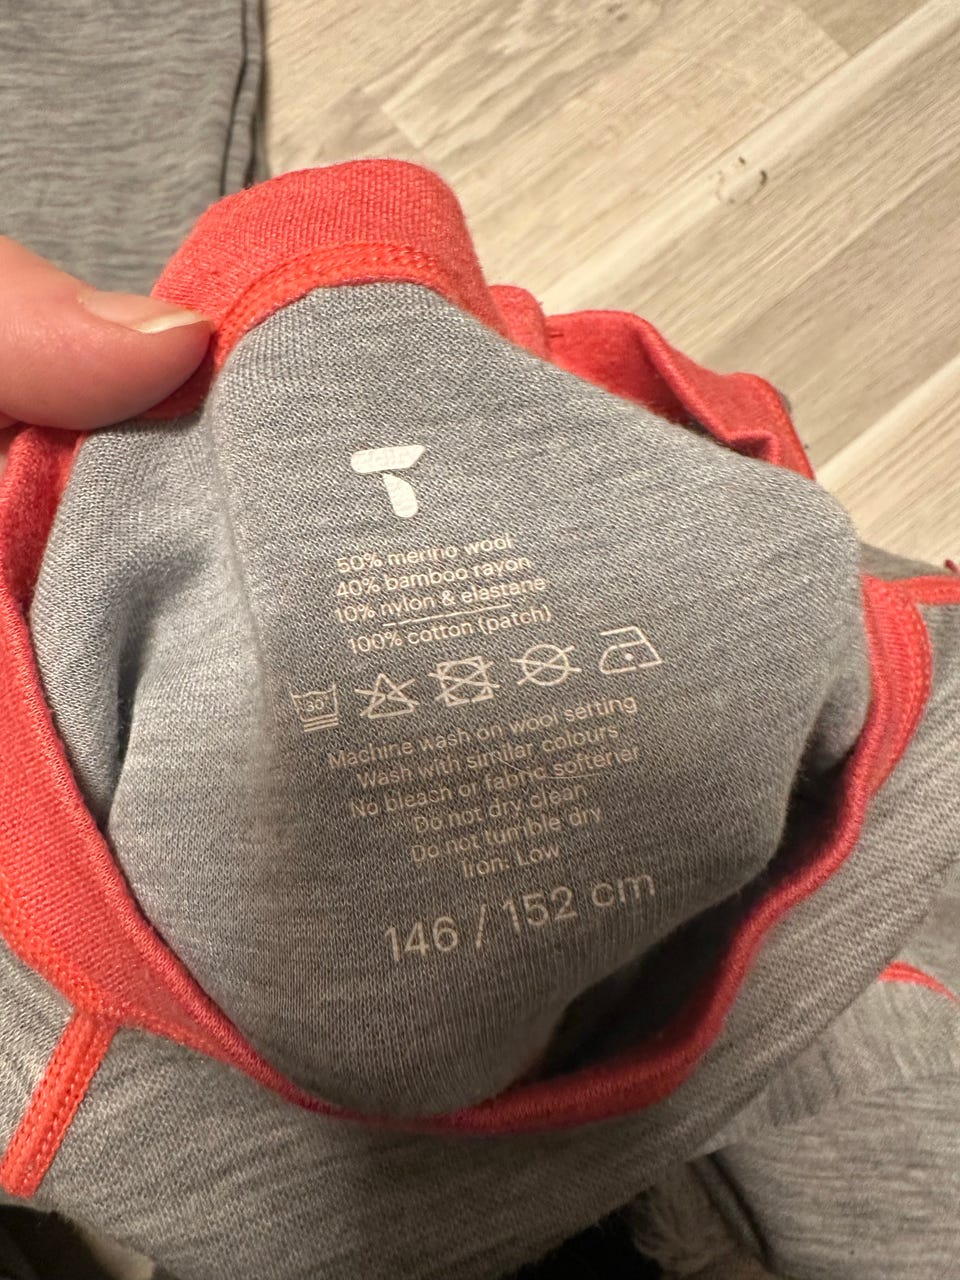 50% merino wool
40% bamboo rayon
10% nylon & elastane
100% cotton (patch)
30°
Machine wash on wool setting
Wash with similar colours
No bleach or fabric softerier
Do not dry clean
Do not tumble dry
Iron: Low
146 / 152 cm